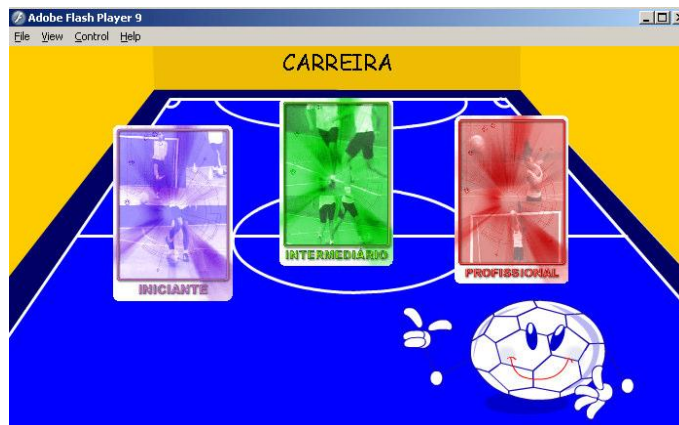 Adobe Flash Player 9
File View Control Help
CARREIRA
INICIANTE
INTERMEDIÁRIO
PROFISSIONAL